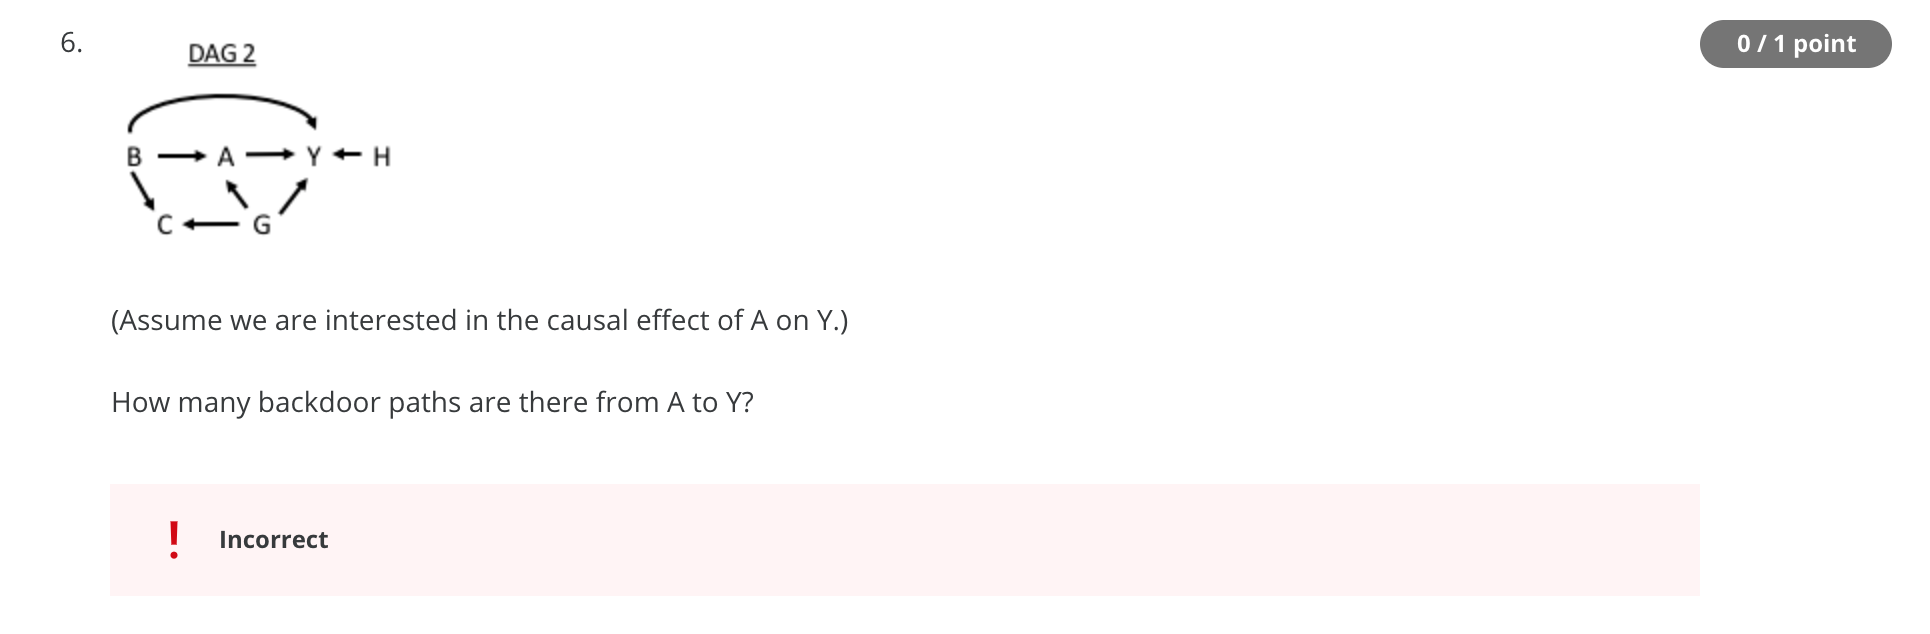 6.
0 / 1 point
DAG 2
B A Y H
C G
(Assume we are interested in the causal effect of A on Y.)
How many backdoor paths are there from A to Y?
! Incorrect